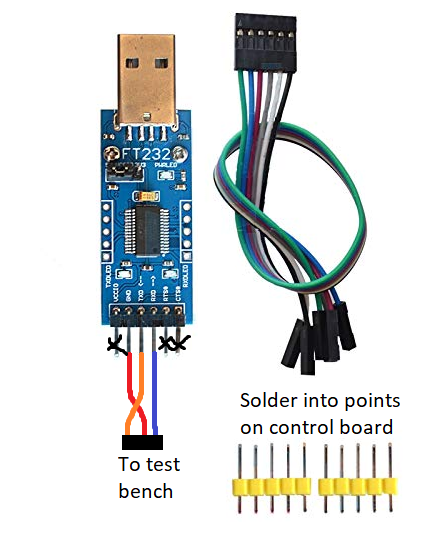 FT232
3V3
PWRLED
TXDLED
RXDLED
VCCIO
GND
TXD
RXD
RTS#
CTS#
To test
bench
Solder into points
on control board